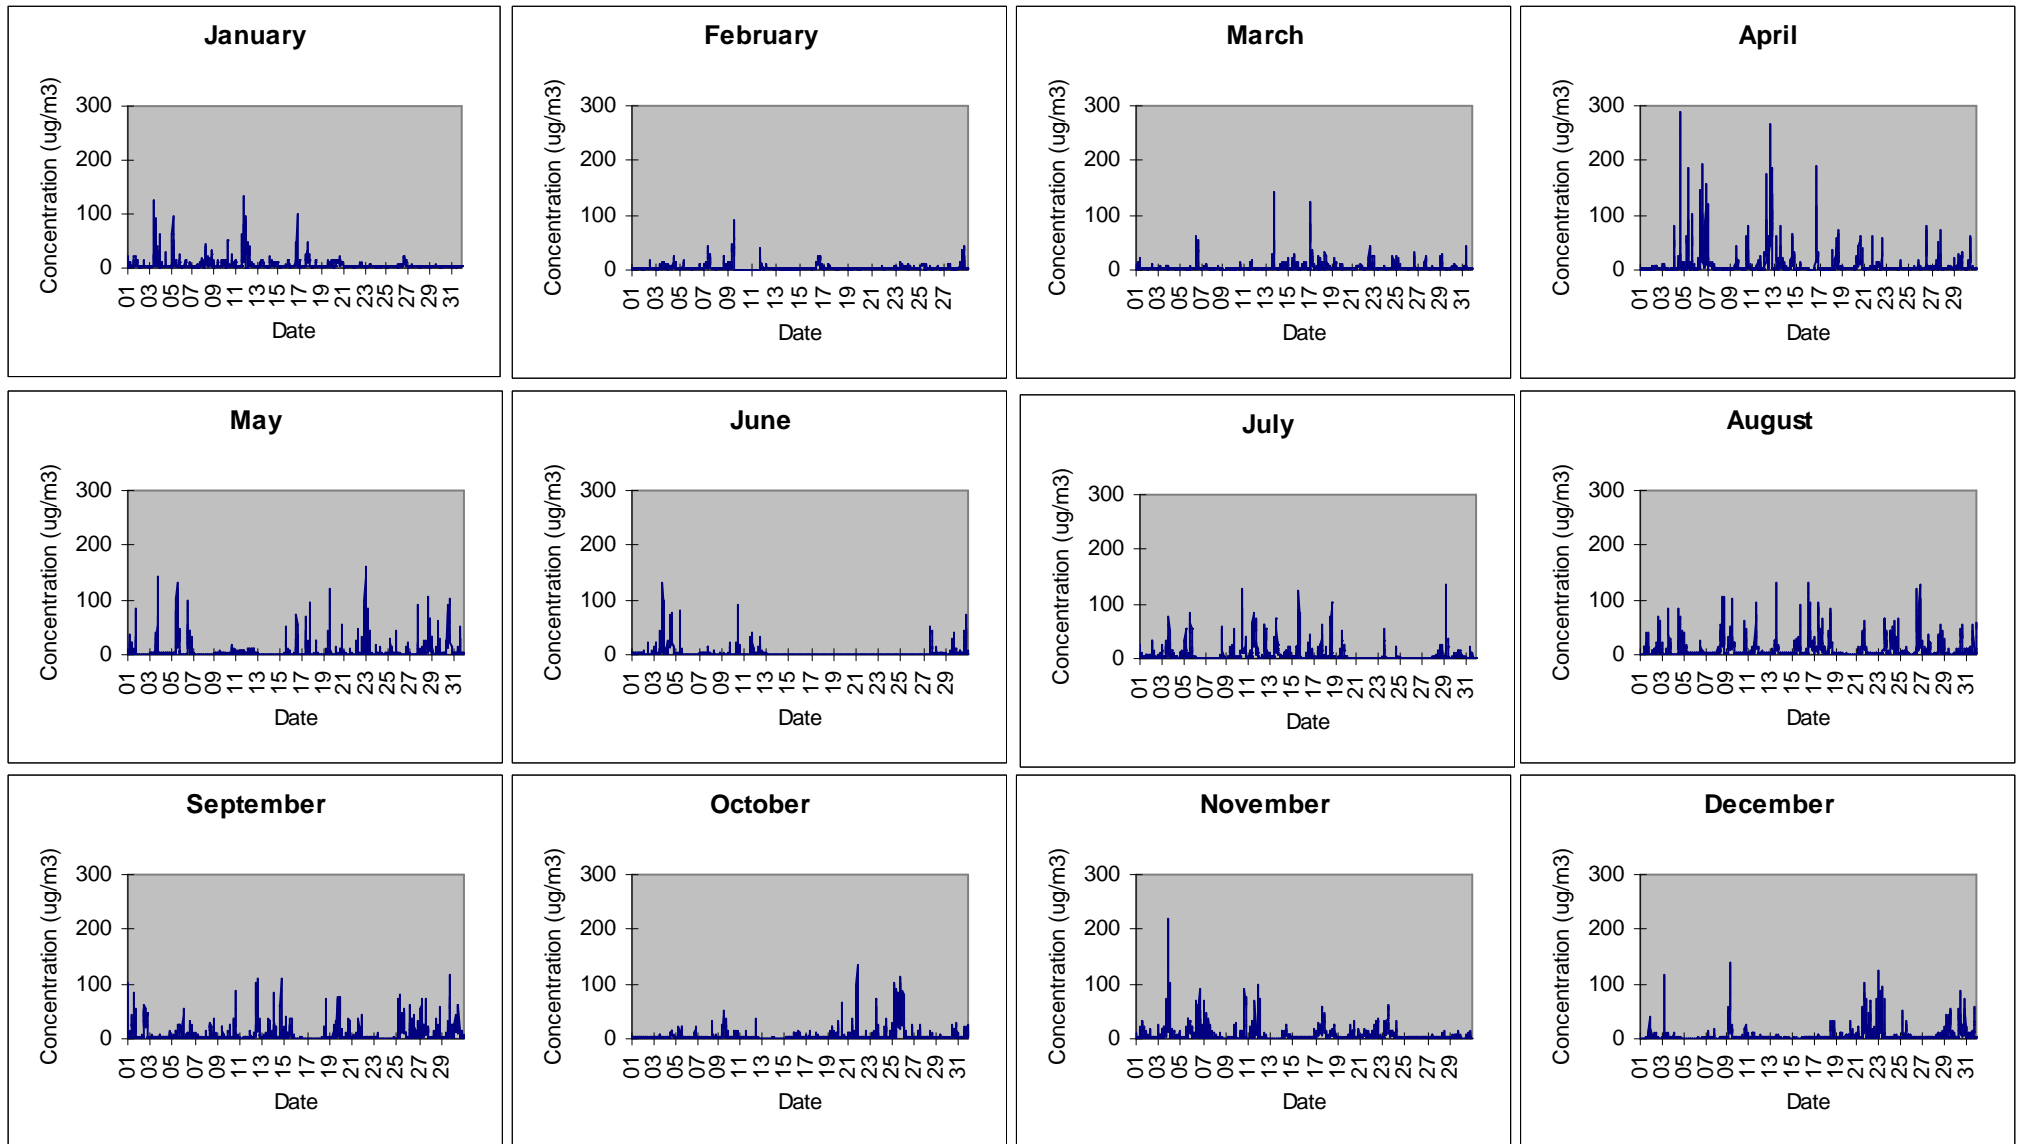 January
Concentration (ug/m3)
300
200
100
0
01 03 05 07 09 11 13 15 17 19 21 23 25 27 29 31
Date
February
Concentration (ug/m3)
300
200
100
0
01 03 05 07 09 11 13 15 17 19 21 23 25 27
Date
March
Concentration (ug/m3)
300
200
100
0
01 03 05 07 09 11 13 15 17 19 21 23 25 27 29 31
Date
April
Concentration (ug/m3)
300
200
100
0
01 03 05 07 09 11 13 15 17 19 21 23 25 27 29
Date
May
Concentration (ug/m3)
300
200
100
0
01 03 05 07 09 11 13 15 17 19 21 23 25 27 29 31
Date
June
Concentration (ug/m3)
300
200
100
0
01 03 05 07 09 11 13 15 17 19 21 23 25 27 29
Date
July
Concentration (ug/m3)
300
200
100
0
01 03 05 07 09 11 13 15 17 19 21 23 25 27 29 31
Date
August
Concentration (ug/m3)
300
200
100
0
01 03 05 07 09 11 13 15 17 19 21 23 25 27 29 31
Date
September
Concentration (ug/m3)
300
200
100
0
01 03 05 07 09 11 13 15 17 19 21 23 25 27 29
Date
October
Concentration (ug/m3)
300
200
100
0
01 03 05 07 09 11 13 15 17 19 21 23 25 27 29 31
Date
November
Concentration (ug/m3)
300
200
100
0
01 03 05 07 09 11 13 15 17 19 21 23 25 27 29
Date
December
Concentration (ug/m3)
300
200
100
0
01 03 05 07 09 11 13 15 17 19 21 23 25 27 29 31
Date